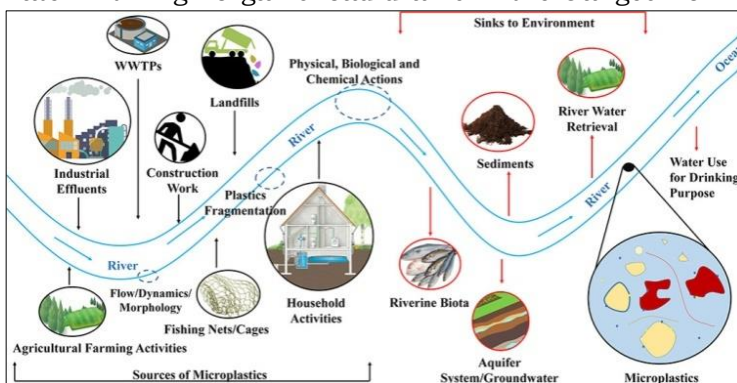 Sinks to Environment
WWTPs
Landfills
Physical, Biological and
Chemical Actions
Ocean
River Water
Retrieval
River
Industrial
Effluents
Construction
Work
Plastics
Fragmentation
Sediments
River
Water Use
for Drinking
Purpose
River
Flow/Dynamics/
Morphology
Fishing Nets/Cages
Household
Activities
Riverine Biota
Agricultural Farming Activities
Aquifer
System/Groundwater
Microplastics
Sources of Microplastics